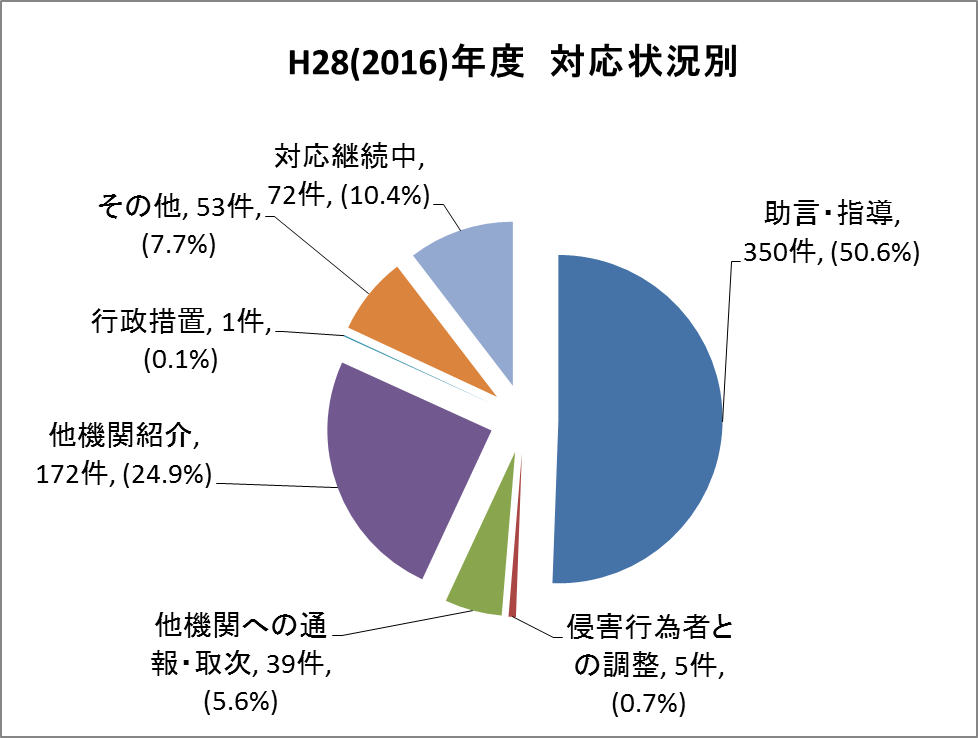 H28(2016)年度　対応状況別
対応継続中,
72件, (10.4%)
その他, 53件,
(7.7%)
助言・指導,
350件, (50.6%)
行政措置, 1件,
(0.1%)
他機関紹介,
172件, (24.9%)
他機関への通
報・取次, 39件,
(5.6%)
侵害行為者と
の調整, 5件,
(0.7%)